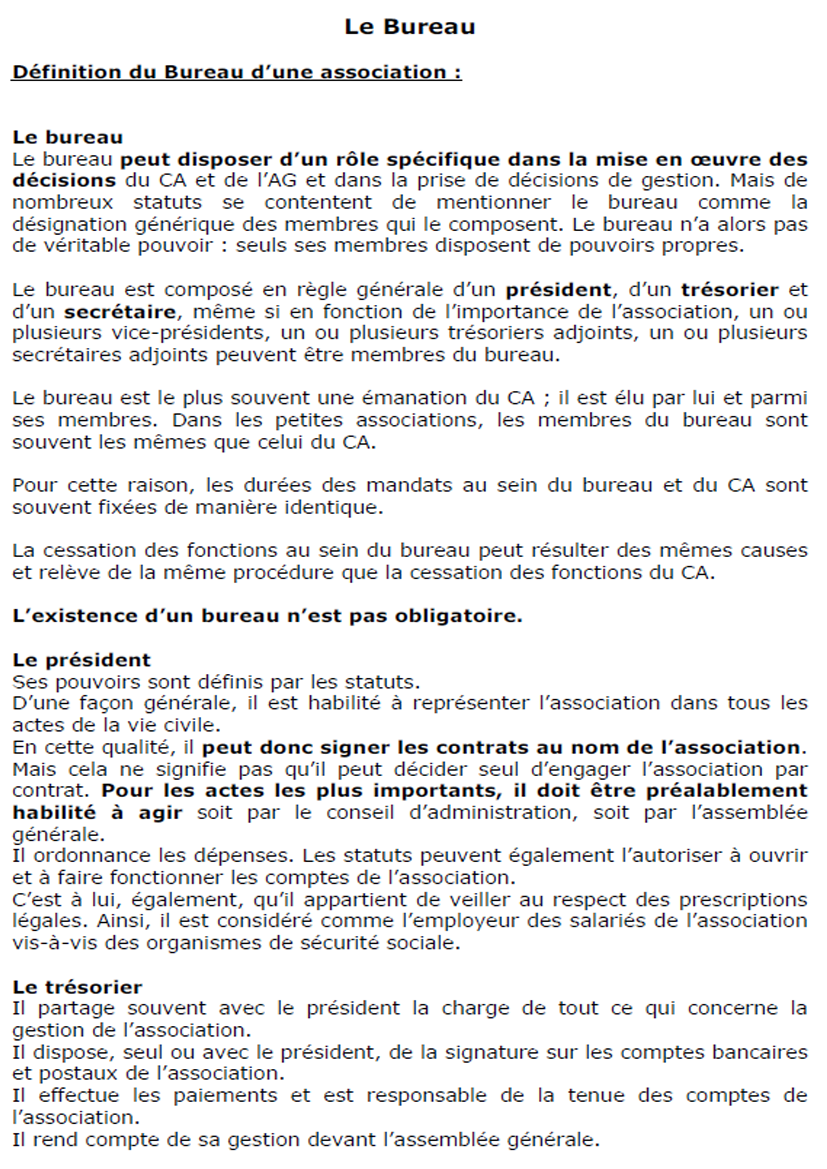 Le Bureau
Définition du Bureau d’une association :
Le bureau
Le bureau peut disposer d’un rôle spécifique dans la mise en œuvre des
décisions du CA et de l’AG et dans la prise de décisions de gestion. Mais de
nombreux statuts se contentent de mentionner le bureau comme la
désignation générique des membres qui le composent. Le bureau n’a alors pas
de véritable pouvoir : seuls ses membres disposent de pouvoirs propres.
Le bureau est composé en règle générale d’un président, d’un trésorier et
d’un secrétaire, même si en fonction de l’importance de l’association, un ou
plusieurs vice-présidents, un ou plusieurs trésoriers adjoints, un ou plusieurs
secrétaires adjoints peuvent être membres du bureau.
Le bureau est le plus souvent une émanation du CA ; il est élu par lui et parmi
ses membres. Dans les petites associations, les membres du bureau sont
souvent les mêmes que celui du CA.
Pour cette raison, les durées des mandats au sein du bureau et du CA sont
souvent fixées de manière identique.
La cessation des fonctions au sein du bureau peut résulter des mêmes causes
et relève de la même procédure que la cessation des fonctions du CA.
L’existence d’un bureau n’est pas obligatoire.
Le président
Ses pouvoirs sont définis par les statuts.
D’une façon générale, il est habilité à représenter l’association dans tous les
actes de la vie civile.
En cette qualité, il peut donc signer les contrats au nom de l’association.
Mais cela ne signifie pas qu’il peut décider seul d’engager l’association par
contrat. Pour les actes les plus importants, il doit être préalablement
habilité à agir soit par le conseil d’administration, soit par l’assemblée
générale.
Il ordonnance les dépenses. Les statuts peuvent également l’autoriser à ouvrir
et à faire fonctionner les comptes de l’association.
C’est à lui, également, qu’il appartient de veiller au respect des prescriptions
légales. Ainsi, il est considéré comme l’employeur des salariés de l’association
vis-à-vis des organismes de sécurité sociale.
Le trésorier
Il partage souvent avec le président la charge de tout ce qui concerne la
gestion de l’association.
Il dispose, seul ou avec le président, de la signature sur les comptes bancaires
et postaux de l’association.
Il effectue les paiements et est responsable de la tenue des comptes de
l’association.
Il rend compte de sa gestion devant l’assemblée générale.